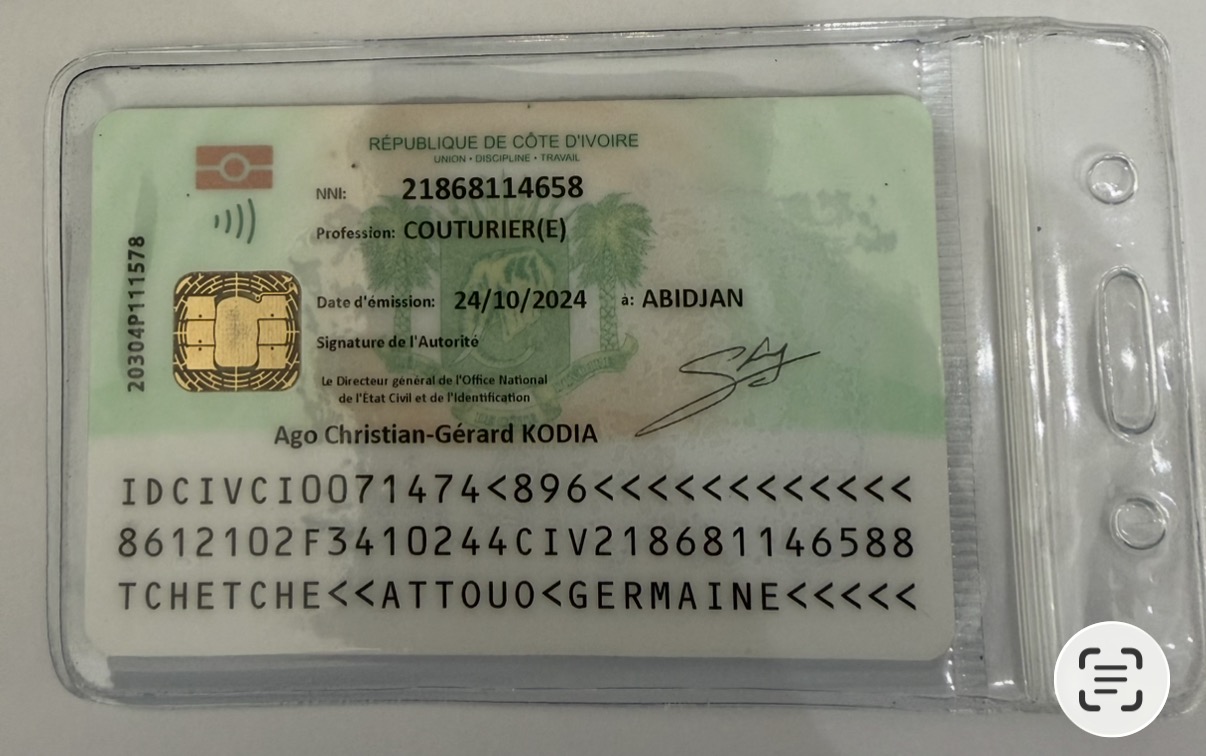 RÉPUBLIQUE DE CÔTE D'IVOIRE
UNION • DISCIPLINE • TRAVAIL
NNI: 21868114658
Profession: COUTURIER(E)
20304P111578
Date d'émission: 24/10/2024 à: ABIDJAN
Signature de l'Autorité
Le Directeur général de l'Office National
de l'État Civil et de l'Identification
Ago Christian-Gérard KODIA
IDCIVCI0071474<896<<<<<<<<<<<<
8612102F3410244CIV218681146588
TCHETCHE<<ATTOUO<GERMAINE<<<<<